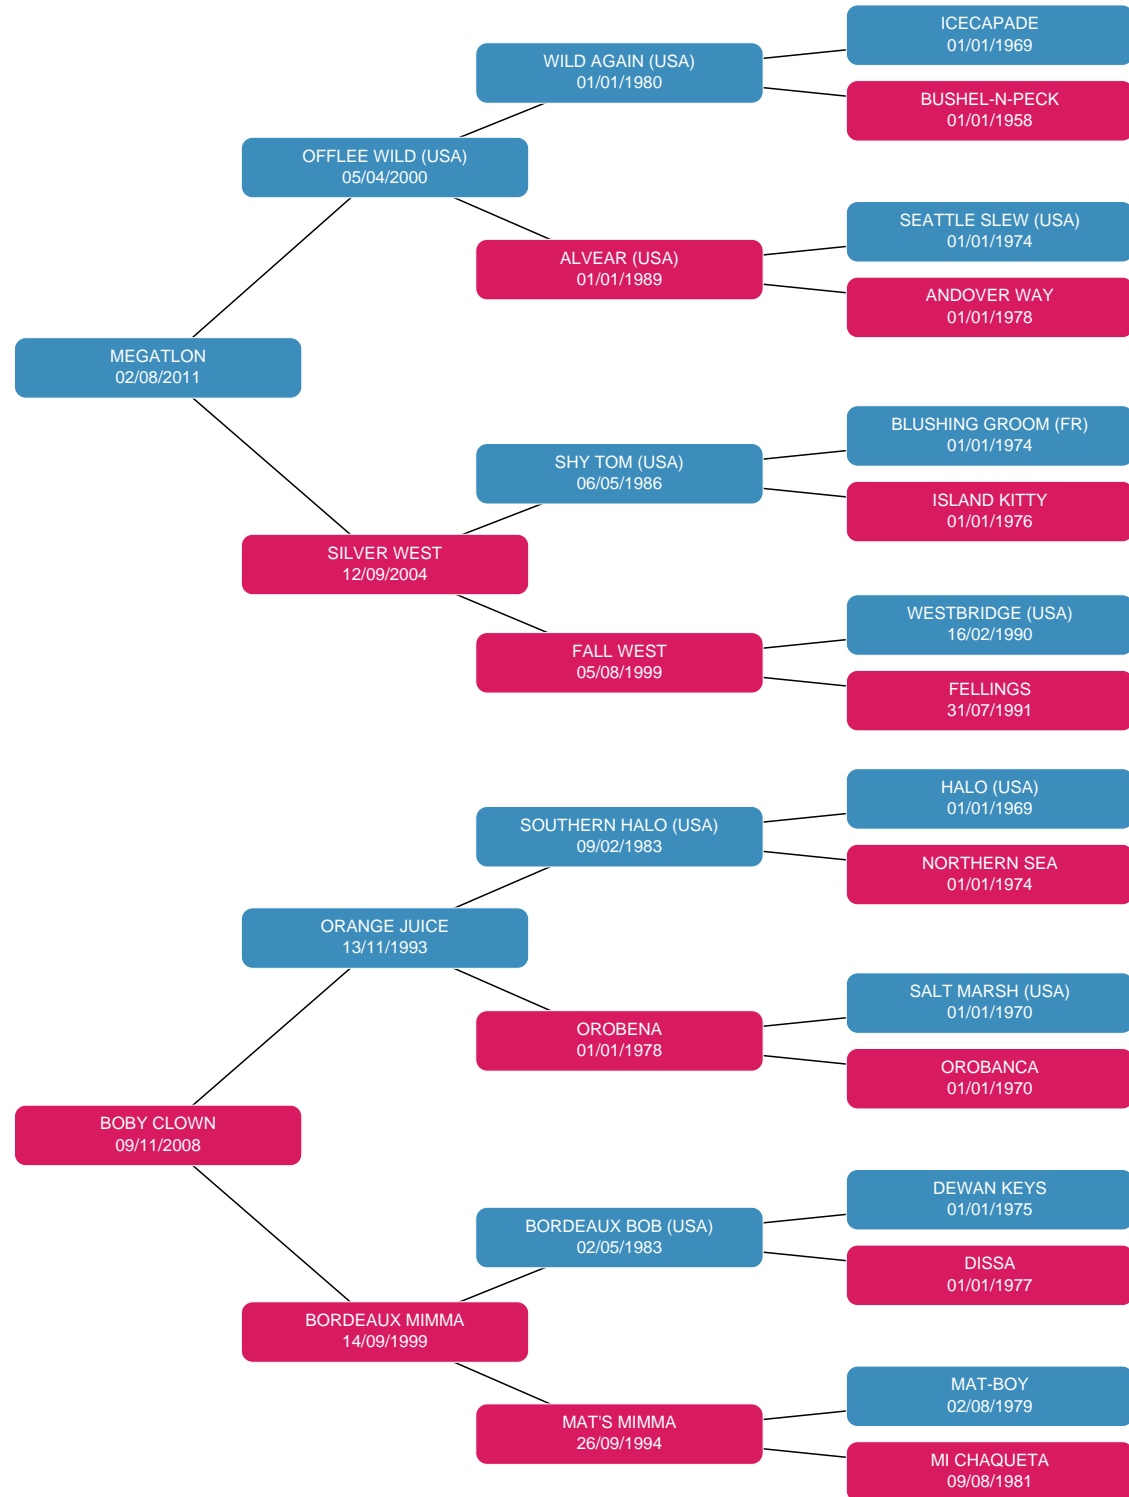 ICECAPADE
01/01/1969
WILD AGAIN (USA)
01/01/1980
BUSHEL-N-PECK
01/01/1958
OFFLEE WILD (USA)
05/04/2000
SEATTLE SLEW (USA)
01/01/1974
ALVEAR (USA)
01/01/1989
ANDOVER WAY
01/01/1978
MEGATLON
02/08/2011
BLUSHING GROOM (FR)
01/01/1974
SHY TOM (USA)
06/05/1986
ISLAND KITTY
01/01/1976
SILVER WEST
12/09/2004
WESTBRIDGE (USA)
16/02/1990
FALL WEST
05/08/1999
FELLINGS
31/07/1991
HALO (USA)
01/01/1969
SOUTHERN HALO (USA)
09/02/1983
NORTHERN SEA
01/01/1974
ORANGE JUICE
13/11/1993
SALT MARSH (USA)
01/01/1970
OROBENA
01/01/1978
OROBANCA
01/01/1970
BOBY CLOWN
09/11/2008
DEWAN KEYS
01/01/1975
BORDEAUX BOB (USA)
02/05/1983
DISSA
01/01/1977
BORDEAUX MIMMA
14/09/1999
MAT-BOY
02/08/1979
MAT'S MIMMA
26/09/1994
MI CHAQUETA
09/08/1981